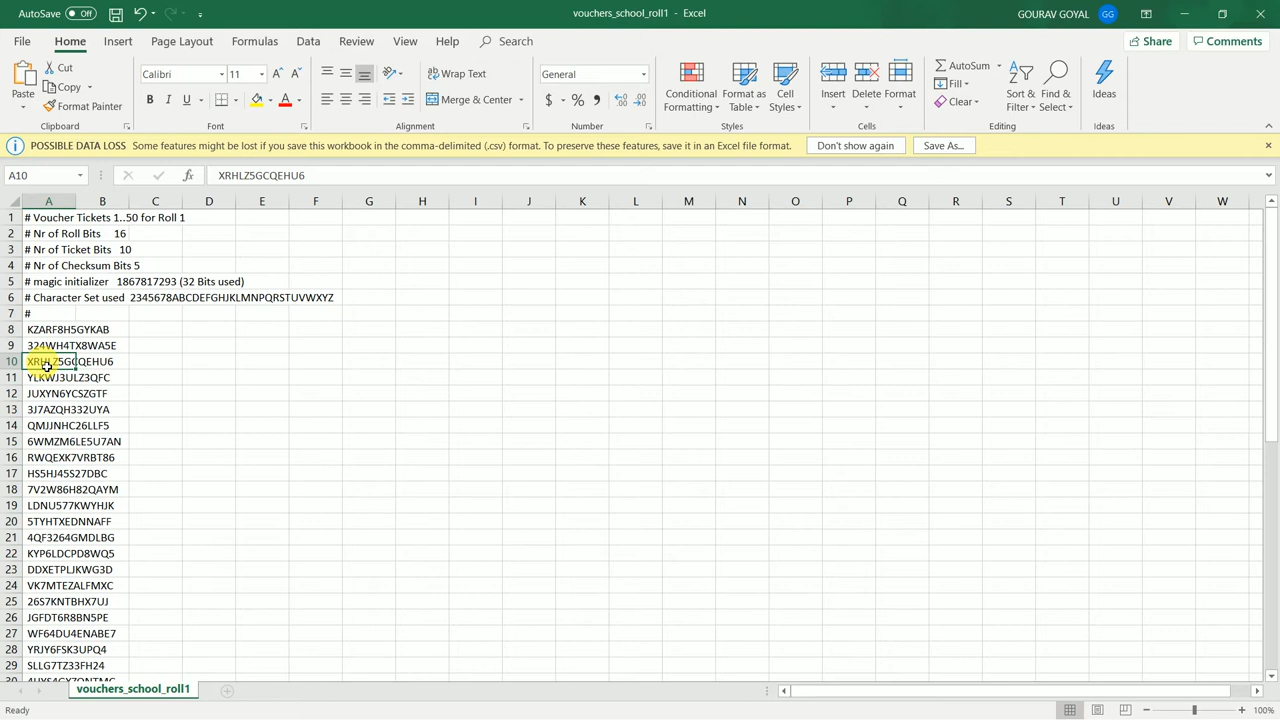 AutoSave Off
vouchers_school_roll1 - Excel
GOURAV GOYAL GG
File Home Insert Page Layout Formulas Data Review View Help Search
Share Comments
Paste
Cut
Copy
Format Painter
Clipboard
Calibri 11
B I U
Font
Wrap Text
Merge & Center
Alignment
General
$ % ,
Number
Conditional Formatting
Format as Table
Cell Styles
Styles
Insert Delete Format
Cells
AutoSum
Fill
Clear
Sort & Filter
Find & Select
Editing
Ideas
Ideas
POSSIBLE DATA LOSS Some features might be lost if you save this workbook in the comma-delimited (.csv) format. To preserve these features, save it in an Excel file format. Don't show again Save As...
A10 fx XRHLZ5GCQEHU6
A B C D E F G H I J K L M N O P Q R S T U V W
1 # Voucher Tickets 1..50 for Roll 1
2 # Nr of Roll Bits 16
3 # Nr of Ticket Bits 10
4 # Nr of Checksum Bits 5
5 # magic initializer 1867817293 (32 Bits used)
6 # Character Set used 2345678ABCDEFGHJKLMNPQRSTUVWXYZ
7 #
8 KZARF8H5GYKAB
9 324WH4TX8WA5E
10 XRHLZ5GCQEHU6
11 YLKWJ3ULZ3QFC
12 JUXYN6YCSZGTF
13 3J7AZQH332UYA
14 QMJJNHC26LLF5
15 6WMZM6LE5U7AN
16 RWQEXK7VRBT86
17 HS5HJ45S27DBC
18 7V2W86H82QAYM
19 LDNU577KWYHJK
20 5TYHTXEDNNAFF
21 4QF3264GMDLBG
22 KYP6LDCPD8WQ5
23 DDXETPLJKWG3D
24 VK7MTEZALFMXC
25 26S7KNTBHX7UJ
26 JGFDT6R8BN5PE
27 WF64DU4ENABE7
28 YRJY6FSK3UPQ4
29 SLLG7TZ33FH24
vouchers_school_roll1
Ready
100%